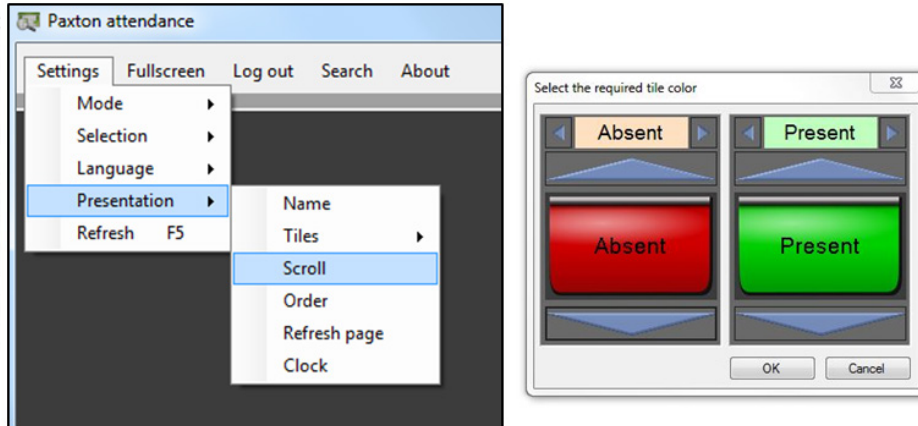 Paxton attendance
Settings Fullscreen Log out Search About
Mode
Selection
Language
Presentation
Refresh F5
Name
Tiles
Scroll
Order
Refresh page
Clock
Select the required tile color
Absent Present
Absent Present
OK Cancel